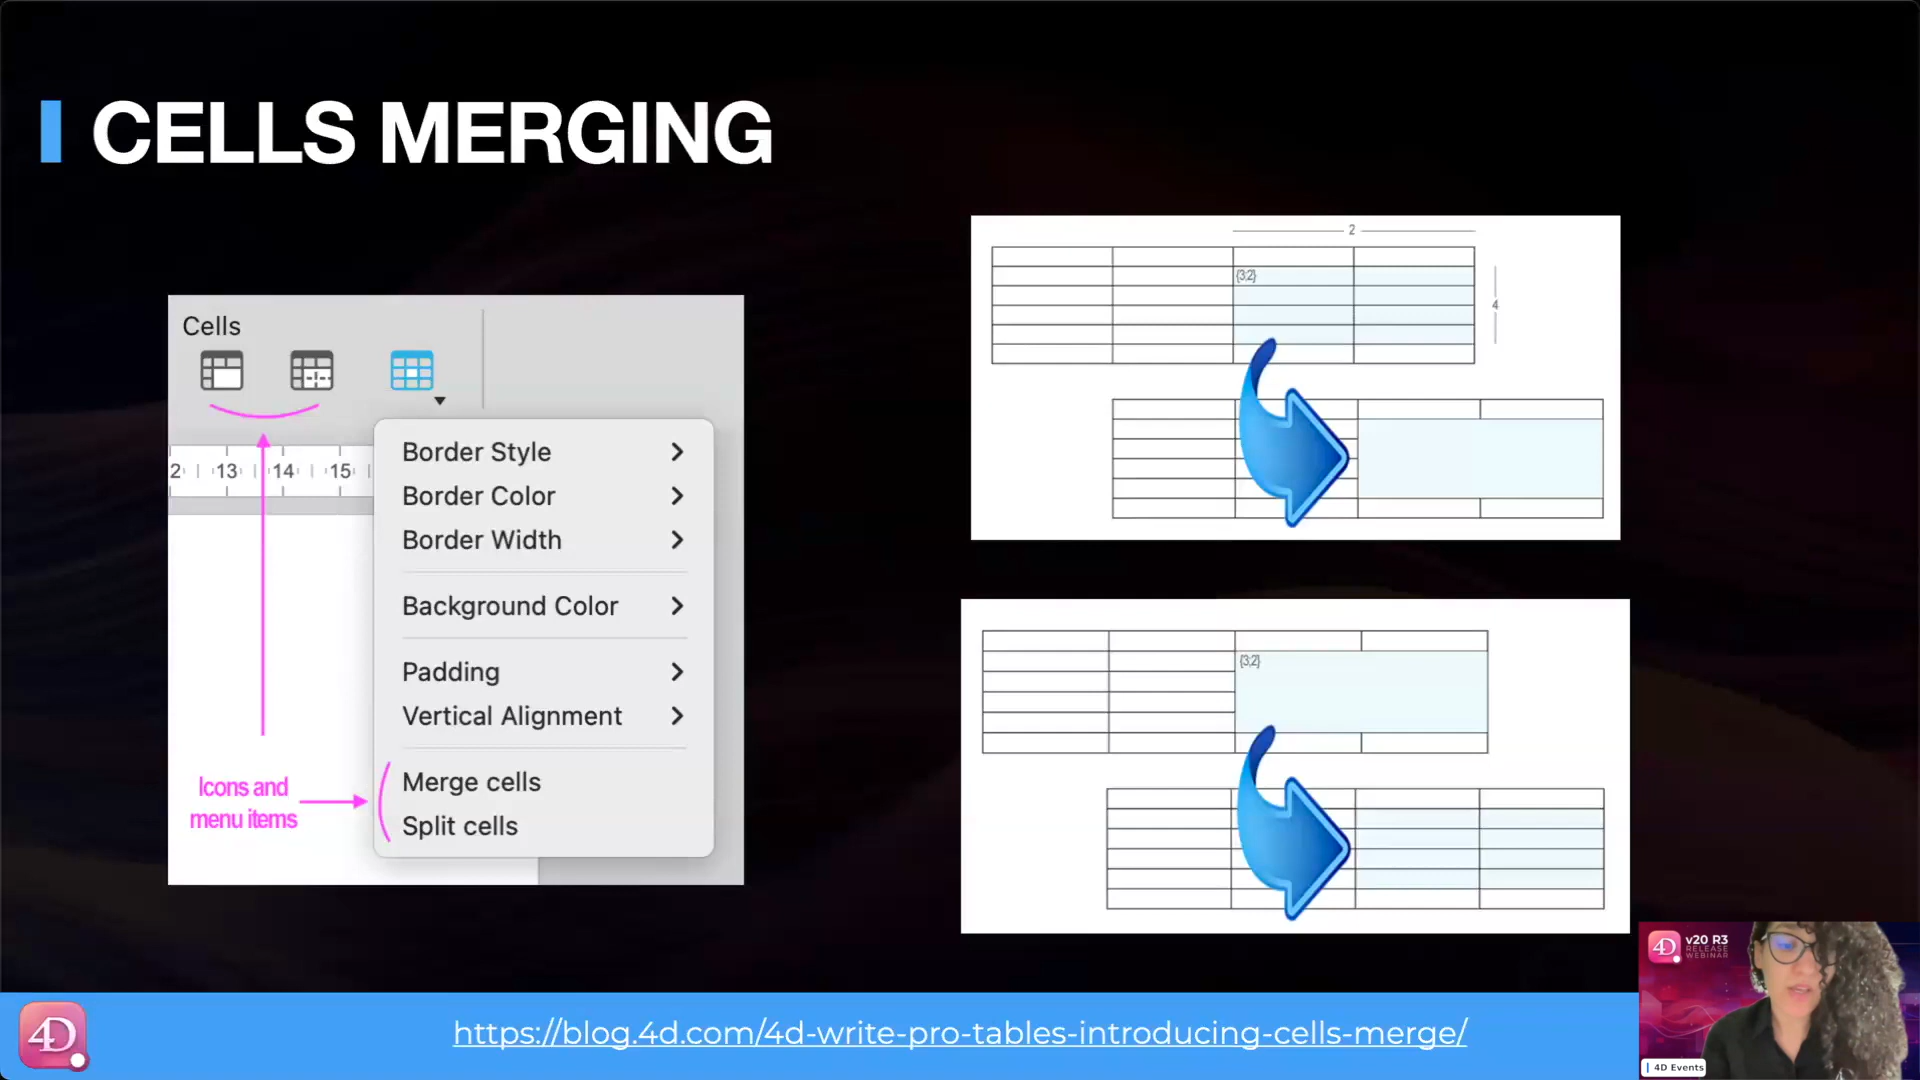 CELLS MERGING
Cells
2 13 14 15
Border Style
Border Color
Border Width
Background Color
Padding
Vertical Alignment
Merge cells
Split cells
Icons and
menu items
2
{3;2}
4
{3;2}
4D
https://blog.4d.com/4d-write-pro-tables-introducing-cells-merge/
4D
v20 R3
RELEASE
WEBINAR
4D Events